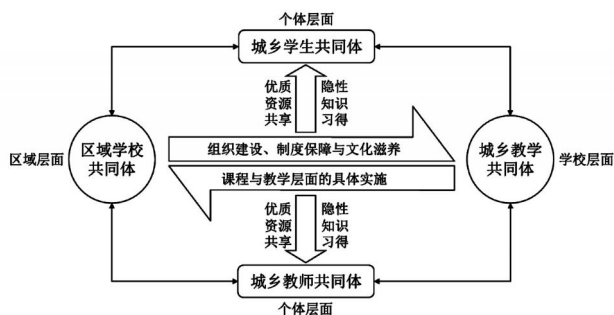 个体层面
城乡学生共同体
优质 隐性
资源 知识
共享 习得
区域层面
区域学校
共同体
组织建设、制度保障与文化滋养
课程与教学层面的具体实施
城乡教学
共同体
学校层面
优质 隐性
资源 知识
共享 习得
城乡教师共同体
个体层面